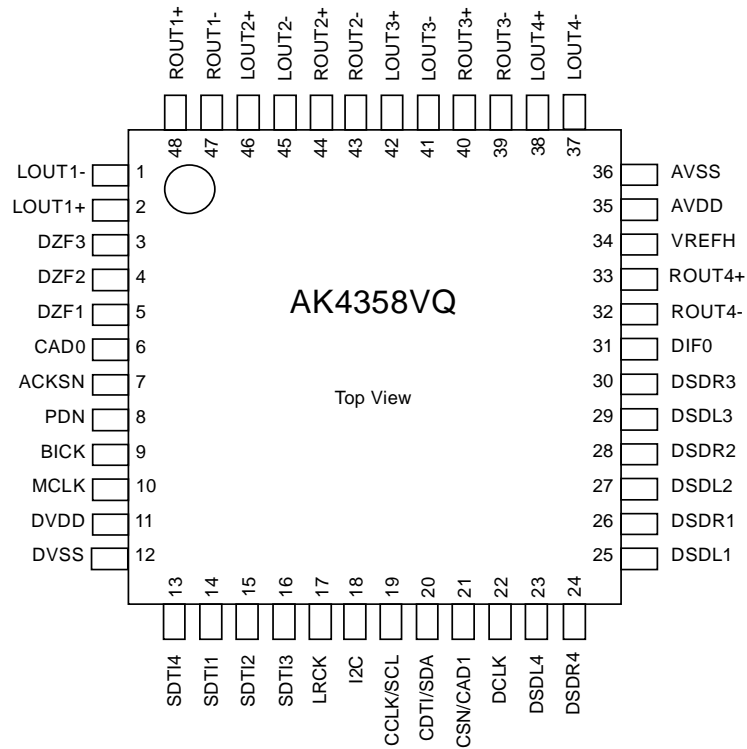 ROUT1+
ROUT1-
LOUT2+
LOUT2-
ROUT2+
ROUT2-
LOUT3+
LOUT3-
ROUT3+
ROUT3-
LOUT4+
LOUT4-
48
47
46
45
44
43
42
41
40
39
38
37
LOUT1- 1
LOUT1+ 2
DZF3 3
DZF2 4
DZF1 5
CAD0 6
ACKSN 7
PDN 8
BICK 9
MCLK 10
DVDD 11
DVSS 12
AK4358VQ
Top View
36 AVSS
35 AVDD
34 VREFH
33 ROUT4+
32 ROUT4-
31 DIF0
30 DSDR3
29 DSDL3
28 DSDR2
27 DSDL2
26 DSDR1
25 DSDL1
13
14
15
16
17
18
19
20
21
22
23
24
SDTI4
SDTI1
SDTI2
SDTI3
LRCK
I2C
CCLK/SCL
CDTI/SDA
CSN/CAD1
DCLK
DSDL4
DSDR4